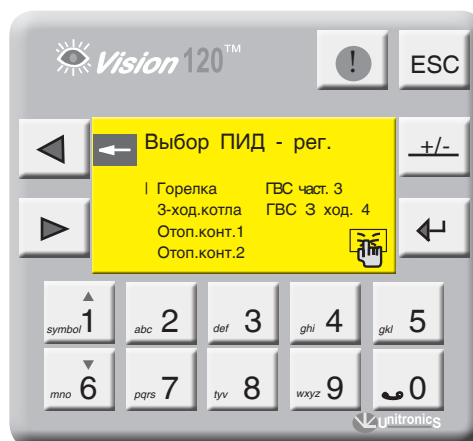 Vision 120™
! ESC
Выбор ПИД - рег.
+/-
| Горелка ГВС част. 3
3-ход.котла ГВС 3 ход. 4
Отоп.конт.1
Отоп.конт.2
symbol 1 abc 2 def 3 ghi 4 gkl 5
mno 6 pqrs 7 tyv 8 wxyz 9 0
Unitronics